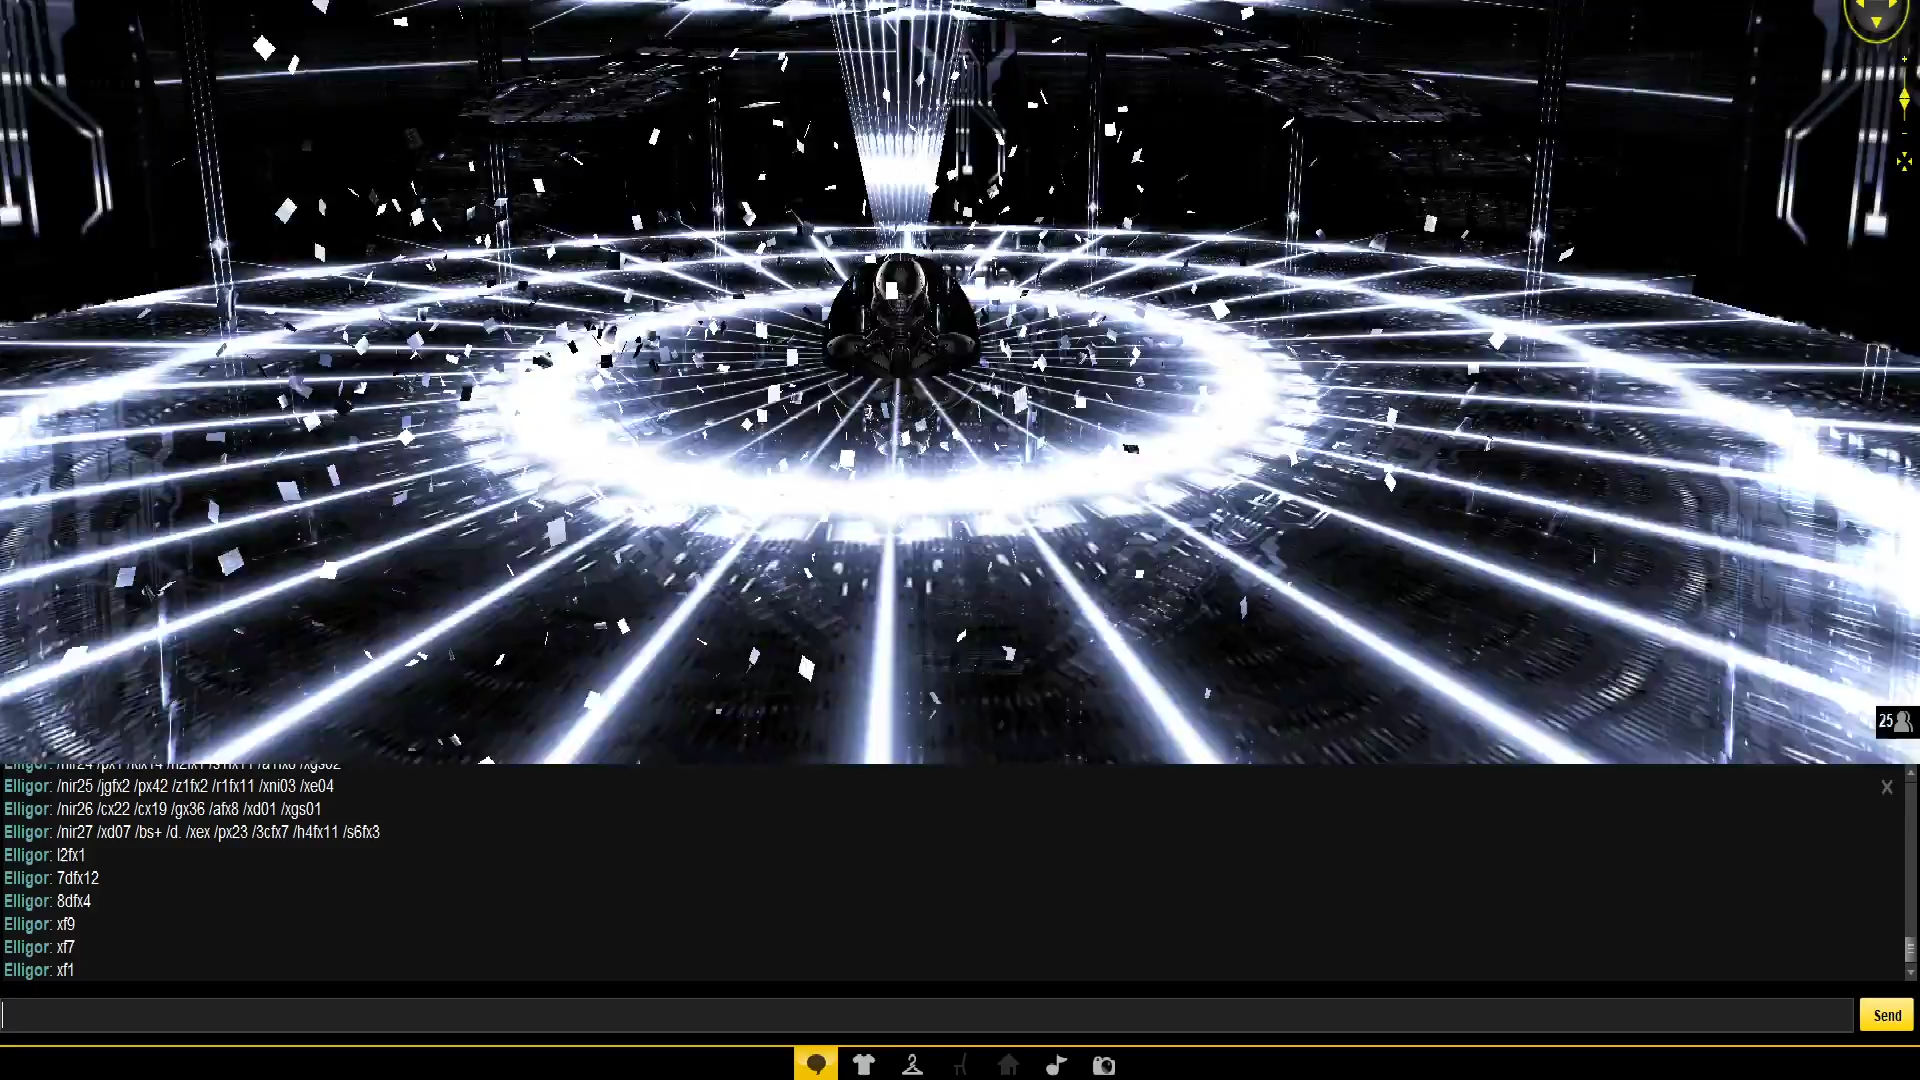 25
Elligor: /nir25 /jgfx2 /px42 /z1fx2 /r1fx11 /xni03 /xe04
Elligor: /nir26 /cx22 /cx19 /gx36 /afx8 /xd01 /xgs01
Elligor: /nir27 /xd07 /bs+ /d. /xex /px23 /3cfx7 /h4fx11 /s6fx3
Elligor: l2fx1
Elligor: 7dfx12
Elligor: 8dfx4
Elligor: xf9
Elligor: xf7
Elligor: xf1
Send